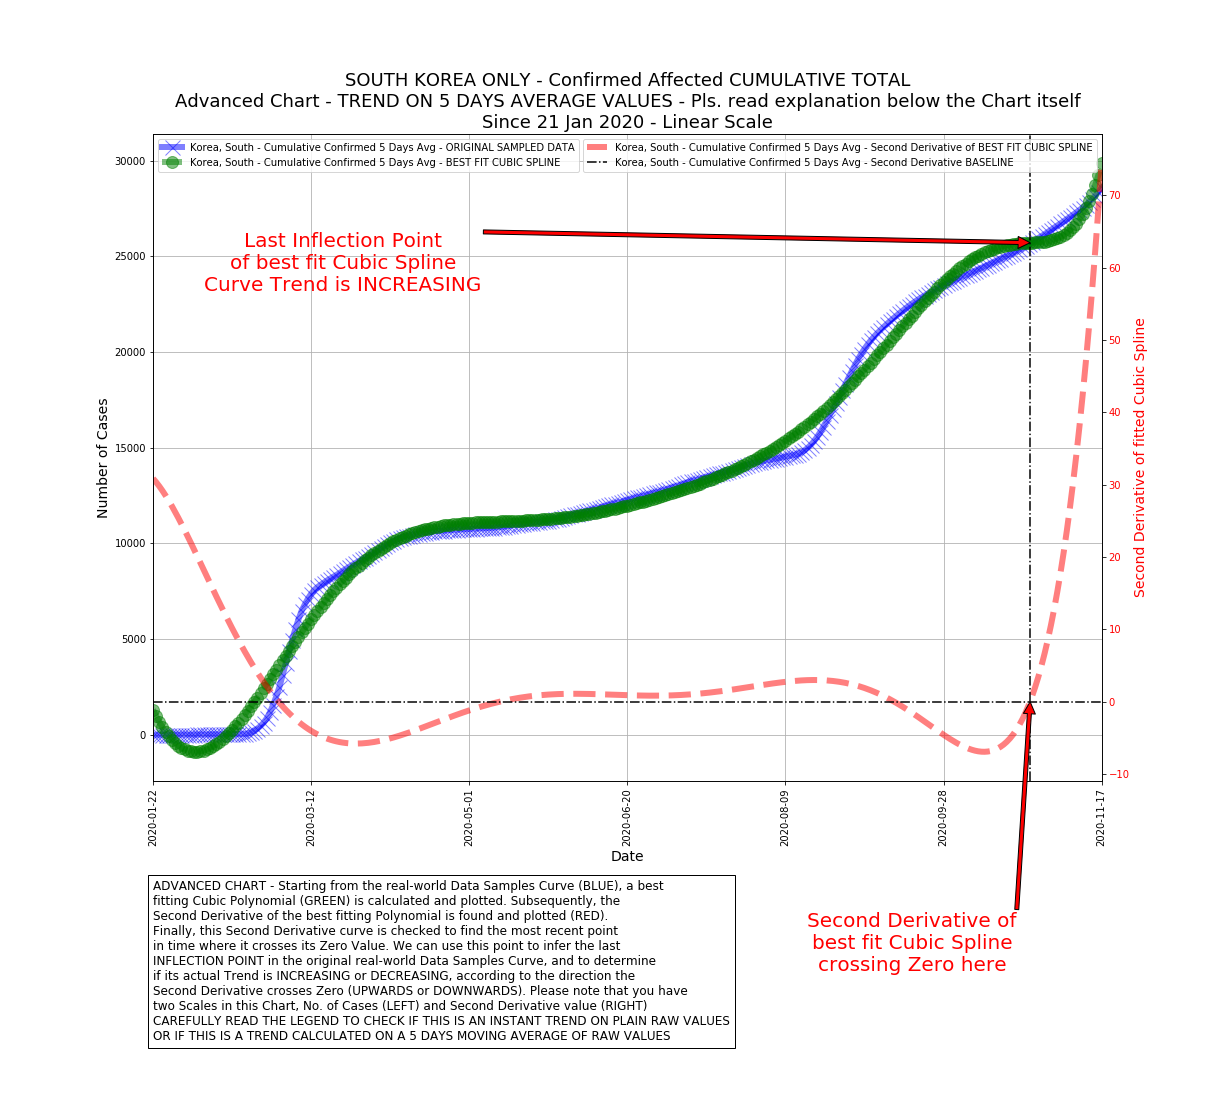 SOUTH KOREA ONLY - Confirmed Affected CUMULATIVE TOTAL
Advanced Chart - TREND ON 5 DAYS AVERAGE VALUES - Pls. read explanation below the Chart itself
Since 21 Jan 2020 - Linear Scale
Korea, South - Cumulative Confirmed 5 Days Avg - ORIGINAL SAMPLED DATA
Korea, South - Cumulative Confirmed 5 Days Avg - BEST FIT CUBIC SPLINE
Korea, South - Cumulative Confirmed 5 Days Avg - Second Derivative of BEST FIT CUBIC SPLINE
Korea, South - Cumulative Confirmed 5 Days Avg - Second Derivative BASELINE
Last Inflection Point
of best fit Cubic Spline
Curve Trend is INCREASING
Number of Cases
30000
25000
20000
15000
10000
5000
0
Second Derivative of fitted Cubic Spline
70
60
50
40
30
20
10
0
−10
2020-01-22
2020-03-12
2020-05-01
2020-06-20
2020-08-09
2020-09-28
2020-11-17
Date
ADVANCED CHART - Starting from the real-world Data Samples Curve (BLUE), a best
fitting Cubic Polynomial (GREEN) is calculated and plotted. Subsequently, the
Second Derivative of the best fitting Polynomial is found and plotted (RED).
Finally, this Second Derivative curve is checked to find the most recent point
in time where it crosses its Zero Value. We can use this point to infer the last
INFLECTION POINT in the original real-world Data Samples Curve, and to determine
if its actual Trend is INCREASING or DECREASING, according to the direction the
Second Derivative crosses Zero (UPWARDS or DOWNWARDS). Please note that you have
two Scales in this Chart, No. of Cases (LEFT) and Second Derivative value (RIGHT)
CAREFULLY READ THE LEGEND TO CHECK IF THIS IS AN INSTANT TREND ON PLAIN RAW VALUES
OR IF THIS IS A TREND CALCULATED ON A 5 DAYS MOVING AVERAGE OF RAW VALUES
Second Derivative of
best fit Cubic Spline
crossing Zero here